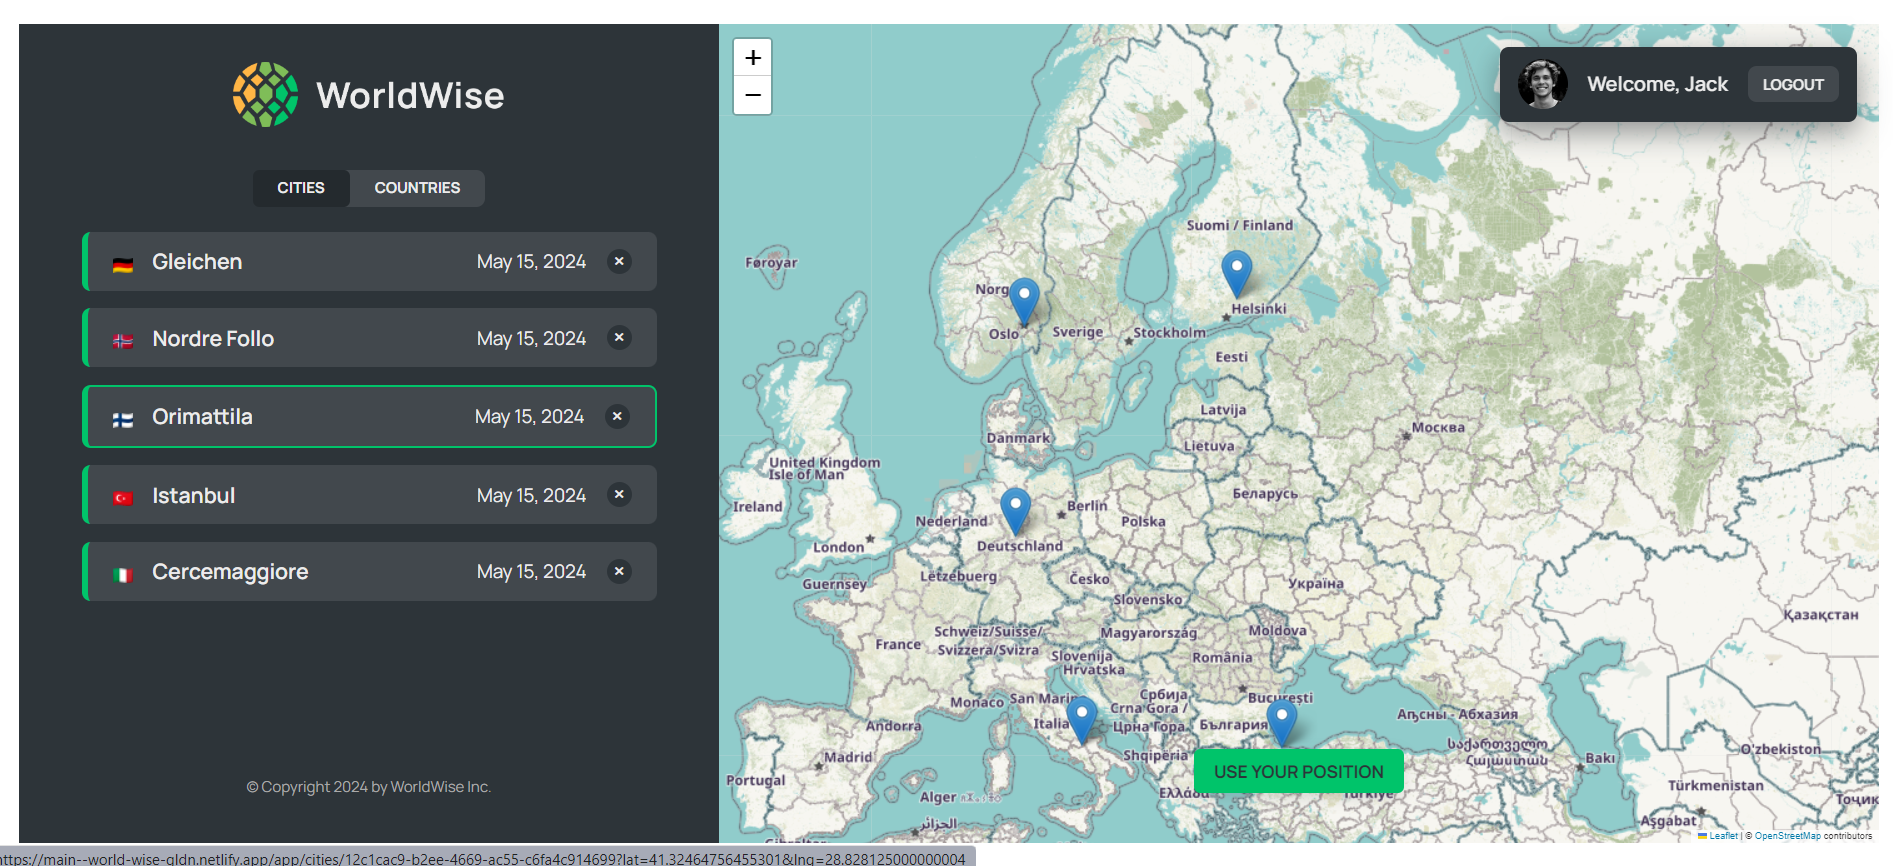 WorldWise
CITIES COUNTRIES
Gleichen May 15, 2024 ×
Nordre Follo May 15, 2024 ×
Orimattila May 15, 2024 ×
Istanbul May 15, 2024 ×
Cercemaggiore May 15, 2024 ×
© Copyright 2024 by WorldWise Inc.
+
−
Welcome, Jack LOGOUT
Suomi / Finland
Føroyar
Norg
Helsinki
Oslo
Sverige
Stockholm
Eesti
Latvija
Москва
Danmark
Lietuva
United Kingdom
Isle of Man
Беларусь
Ireland
Berlin
Nederland
Polska
London
Deutschland
Guernsey
Lëtzebuerg
Česko
Україна
Slovensko
Қазақстан
Schweiz/Suisse/
Svizzera/Svizra
Magyarország
Moldova
France
Slovenija
Hrvatska
România
Monaco
San Marin
Србија
Crna Gora /
Црна Гора
București
Italia
България
Аҧсны - Абхазия
Andorra
Shqipëria
საქართველო
Հայաստան
Bakı
O'zbekiston
Madrid
USE YOUR POSITION
Portugal
Türkiye
Türkmenistan
Alger
Ελλάδα
Aşgabat
الجزائر
Gibraltar
Leaflet | © OpenStreetMap contributors
https://main--world-wise-gldn.netlify.app/app/cities/12c1cac9-b2ee-4669-ac55-c6fa4c914699?lat=41.32464756455301&lng=28.828125000000004